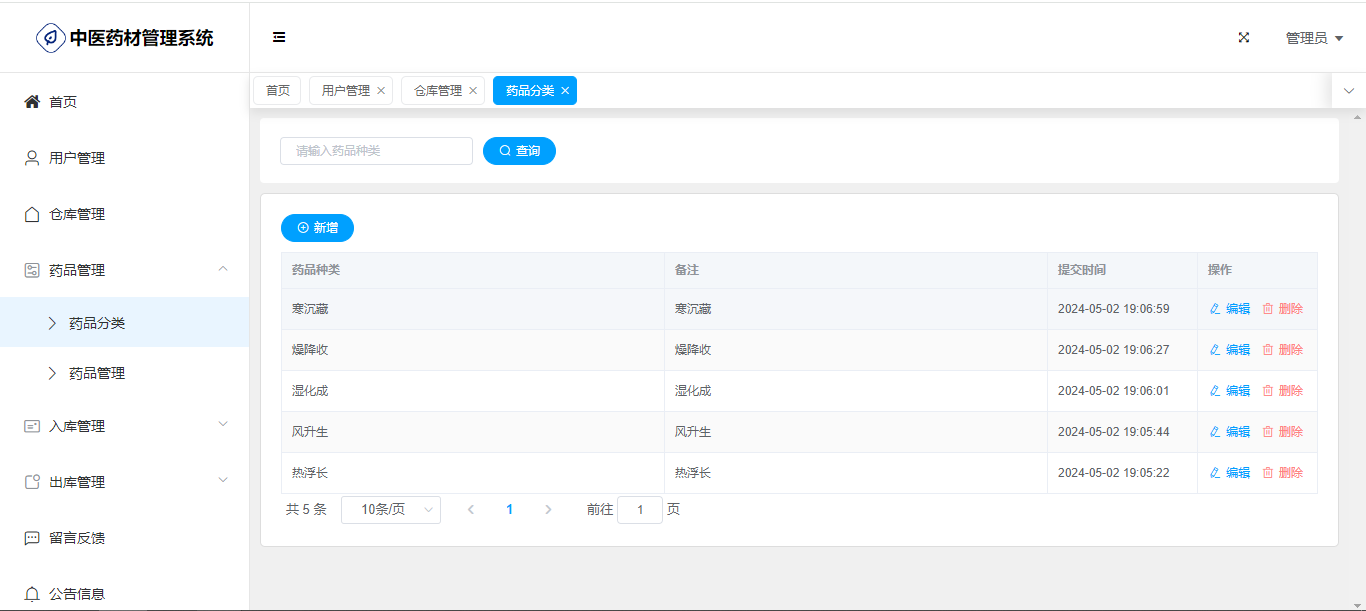 中医药材管理系统
管理员
首页
用户管理
仓库管理
药品管理
药品分类
药品管理
入库管理
出库管理
留言反馈
公告信息
首页 用户管理 仓库管理 药品分类
请输入药品种类 查询
新增
药品种类 备注 提交时间 操作
寒沉藏 寒沉藏 2024-05-02 19:06:59 编辑 删除
燥降收 燥降收 2024-05-02 19:06:27 编辑 删除
湿化成 湿化成 2024-05-02 19:06:01 编辑 删除
风升生 风升生 2024-05-02 19:05:44 编辑 删除
热浮长 热浮长 2024-05-02 19:05:22 编辑 删除
共 5 条 10条/页 1 前往 1 页